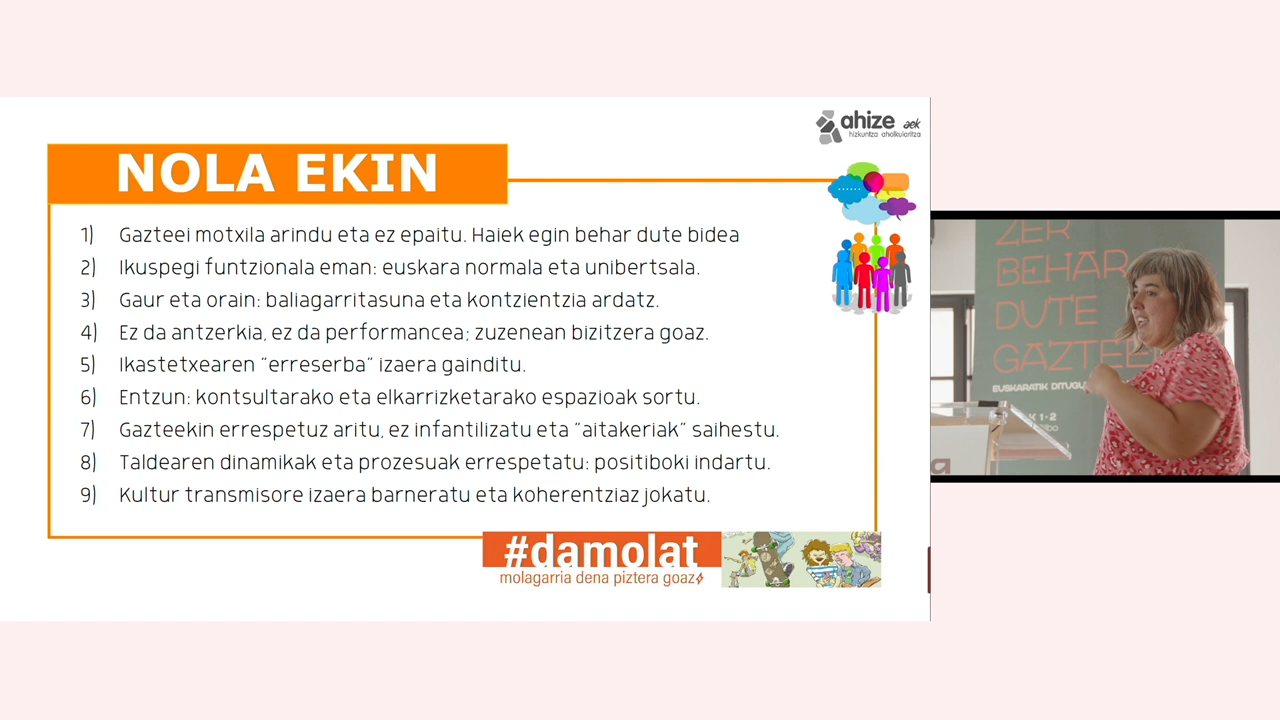 ahize aek
hizkuntza aholkularitza
NOLA EKIN
1) Gazteei motxila arindu eta ez epaitu. Haiek egin behar dute bidea
2) Ikuspegi funtzionala eman: euskara normala eta unibertsala.
3) Gaur eta orain: baliagarritasuna eta kontzientzia ardatz.
4) Ez da antzerkia, ez da performancea; zuzenean bizitzera goaz.
5) Ikastetxearen "erreserba" izaera gainditu.
6) Entzun: kontsultarako eta elkarrizketarako espazioak sortu.
7) Gazteekin errespetuz aritu, ez infantilizatu eta "aitakeriak" saihestu.
8) Taldearen dinamikak eta prozesuak errespetatu: positiboki indartu.
9) Kultur transmisore izaera barneratu eta koherentziaz jokatu.
#damolat
molagarria dena piztera goaz
ZER
BEHAR
DUTE
GAZTEE
EUSKARATIK DITUGU